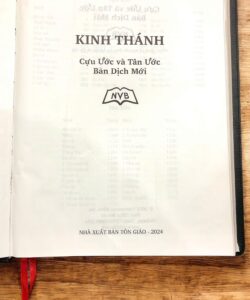 KINH THÁNH
Cựu Ước và Tân Ước
Bản Dịch Mới
NVB
NHÀ XUẤT BẢN TÔN GIÁO - 2024